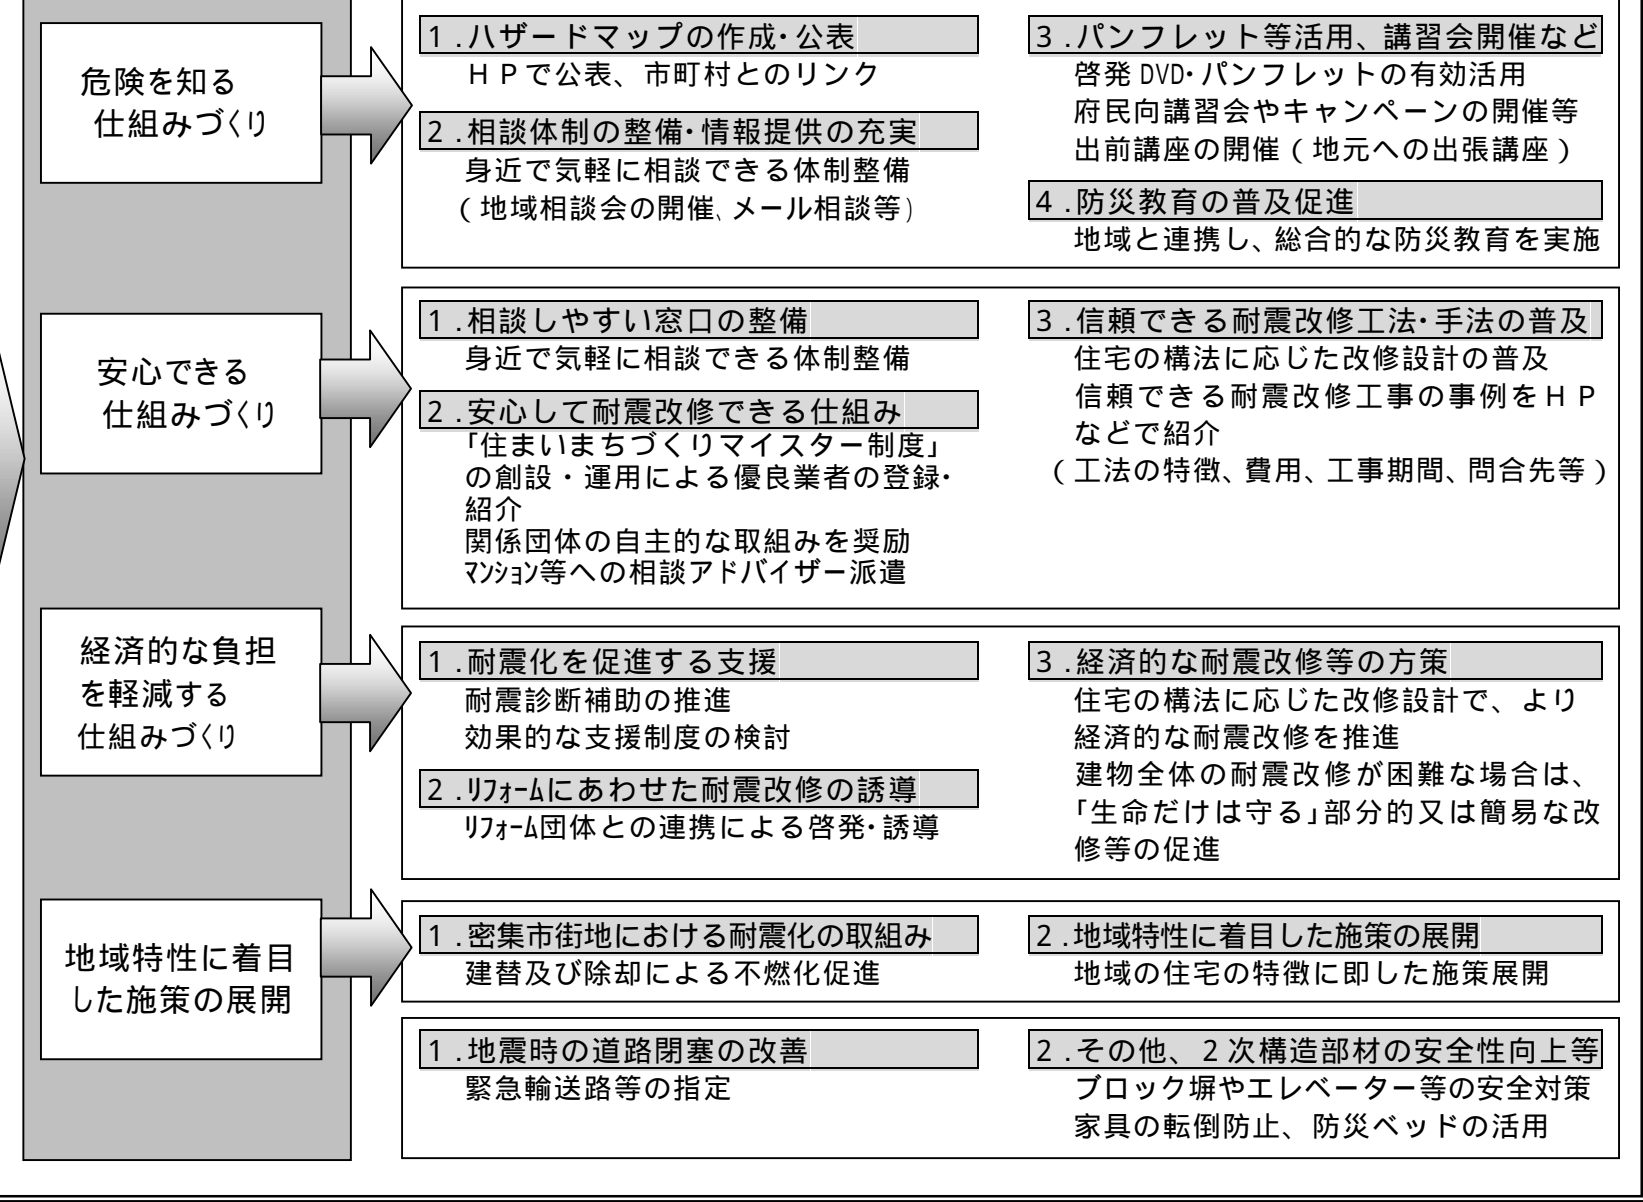 危険を知る
仕組みづくり
1.ハザードマップの作成・公表
HPで公表、市町村とのリンク
2.相談体制の整備・情報提供の充実
身近で気軽に相談できる体制整備
(地域相談会の開催、メール相談等)
3.パンフレット等活用、講習会開催など
啓発DVD・パンフレットの有効活用
府民向講習会やキャンペーンの開催等
出前講座の開催(地元への出張講座)
4.防災教育の普及促進
地域と連携し、総合的な防災教育を実施
安心できる
仕組みづくり
1.相談しやすい窓口の整備
身近で気軽に相談できる体制整備
2.安心して耐震改修できる仕組み
「住まいまちづくりマイスター制度」
の創設・運用による優良業者の登録・
紹介
関係団体の自主的な取組みを奨励
マンション等への相談アドバイザー派遣
3.信頼できる耐震改修工法・手法の普及
住宅の構法に応じた改修設計の普及
信頼できる耐震改修工事の事例をHP
などで紹介
(工法の特徴、費用、工事期間、問合先等)
経済的な負担
を軽減する
仕組みづくり
1.耐震化を促進する支援
耐震診断補助の推進
効果的な支援制度の検討
2.リフォームにあわせた耐震改修の誘導
リフォーム団体との連携による啓発・誘導
3.経済的な耐震改修等の方策
住宅の構法に応じた改修設計で、より
経済的な耐震改修を推進
建物全体の耐震改修が困難な場合は、
「生命だけは守る」部分的又は簡易な改
修等の促進
地域特性に着目
した施策の展開
1.密集市街地における耐震化の取組み
建替及び除却による不燃化促進
2.地域特性に着目した施策の展開
地域の住宅の特徴に即した施策展開
1.地震時の道路閉塞の改善
緊急輸送路等の指定
2.その他、2次構造部材の安全性向上等
ブロック塀やエレベーター等の安全対策
家具の転倒防止、防災ベッドの活用